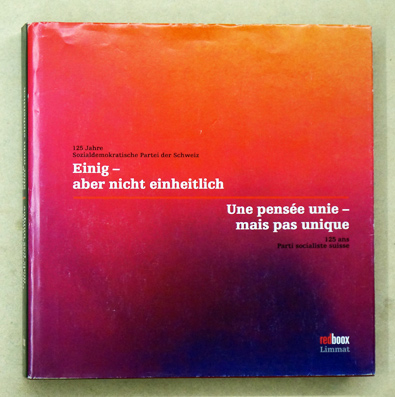 125 Jahre
Sozialdemokratische Partei der Schweiz
Einig –
aber nicht einheitlich
Une pensée unie –
mais pas unique
125 ans
Parti socialiste suisse
redboox
Limmat